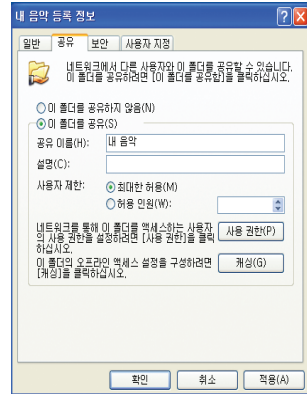 내 음악 등록 정보
일반 공유 보안 사용자 지정
네트워크에서 다른 사용자와 이 폴더를 공유할 수 있습니다.
이 폴더를 공유하려면 [이 폴더를 공유함]을 클릭하십시오.
이 폴더를 공유하지 않음(N)
이 폴더를 공유(S)
공유 이름(H): 내 음악
설명(C):
사용자 제한: 최대한 허용(M)
허용 인원(W):
네트워크를 통해 이 폴더를 액세스하는 사용자
의 사용 권한을 설정하려면 [사용 권한]을 클릭
하십시오.
사용 권한(P)
이 폴더의 오프라인 액세스 설정을 구성하려면
[캐싱]을 클릭하십시오.
캐싱(G)
확인 취소 적용(A)